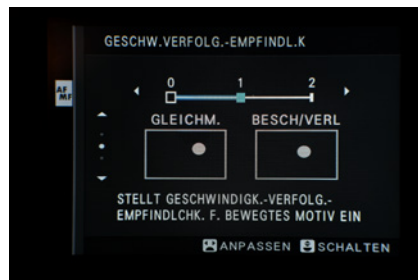 GESCHW.VERFOLG.-EMPFINDL.K
AF
MF
0 1 2
GLEICHM. BESCH/VERL
STELLT GESCHWINDIGK.-VERFOLG.-
EMPFINDLCHK. F. BEWEGTES MOTIV EIN
ANPASSEN SCHALTEN